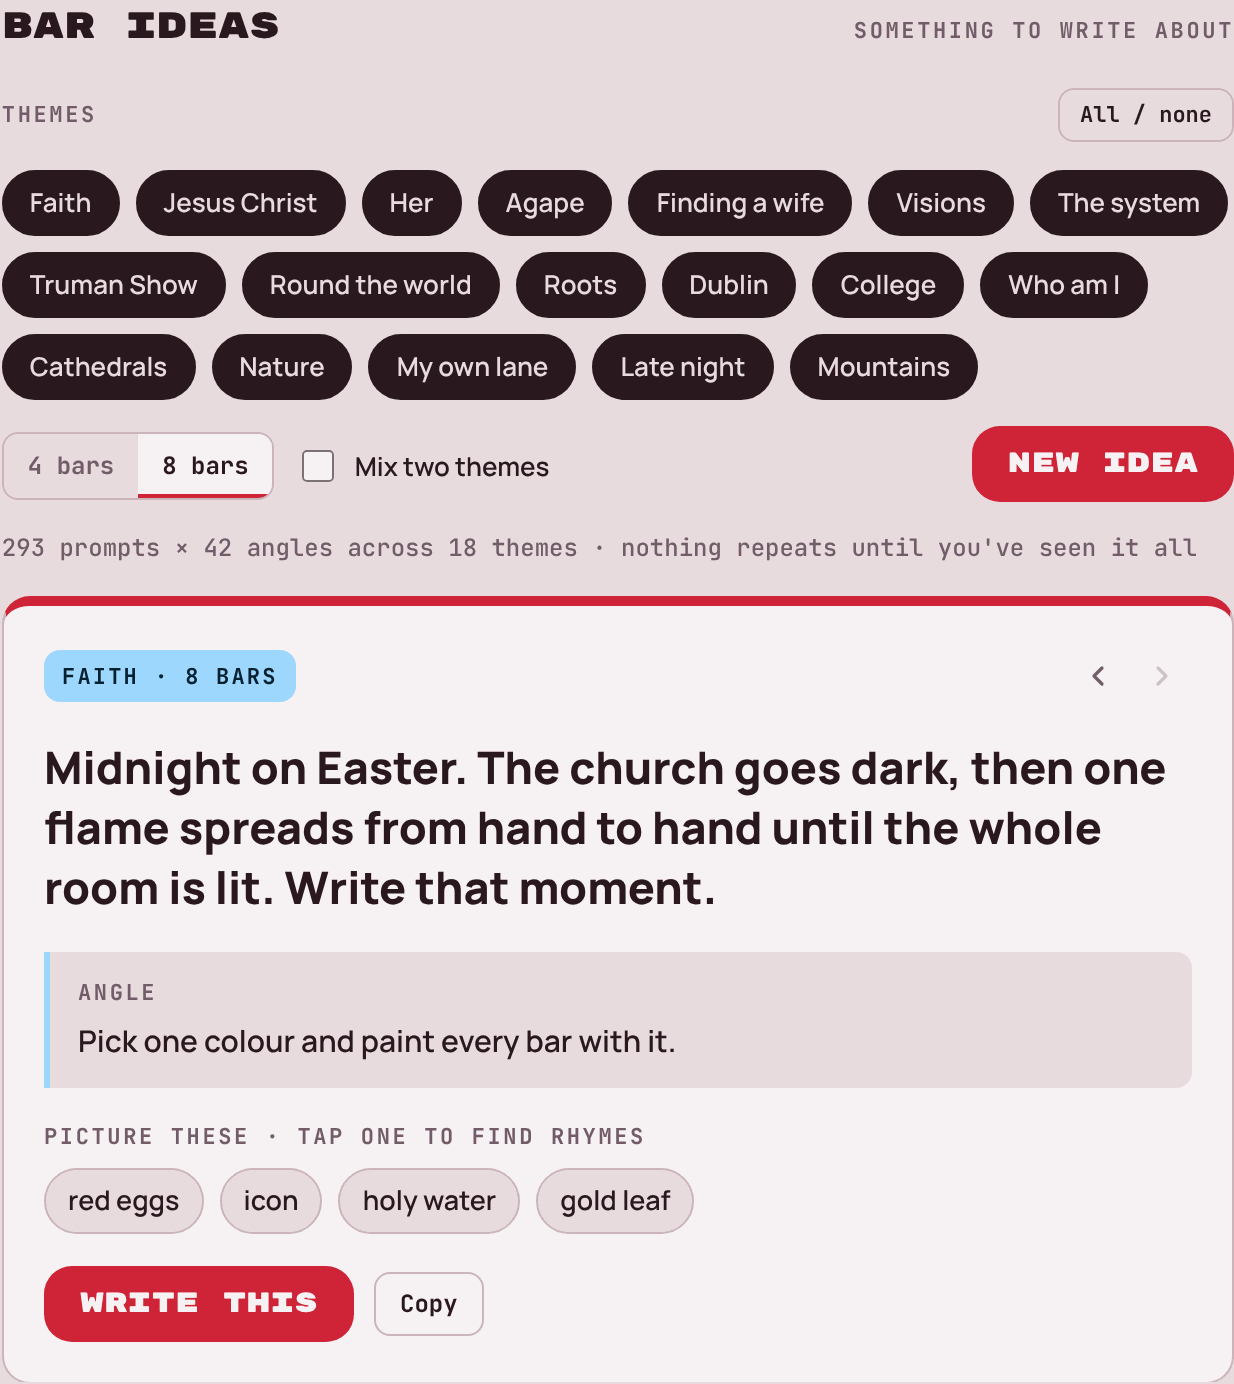 BAR IDEAS
SOMETHING TO WRITE ABOUT
THEMES
All / none
Faith Jesus Christ Her Agape Finding a wife Visions The system
Truman Show Round the world Roots Dublin College Who am I
Cathedrals Nature My own lane Late night Mountains
4 bars 8 bars Mix two themes NEW IDEA
293 prompts × 42 angles across 18 themes · nothing repeats until you've seen it all
FAITH · 8 BARS
Midnight on Easter. The church goes dark, then one
flame spreads from hand to hand until the whole
room is lit. Write that moment.
ANGLE
Pick one colour and paint every bar with it.
PICTURE THESE · TAP ONE TO FIND RHYMES
red eggs icon holy water gold leaf
WRITE THIS Copy